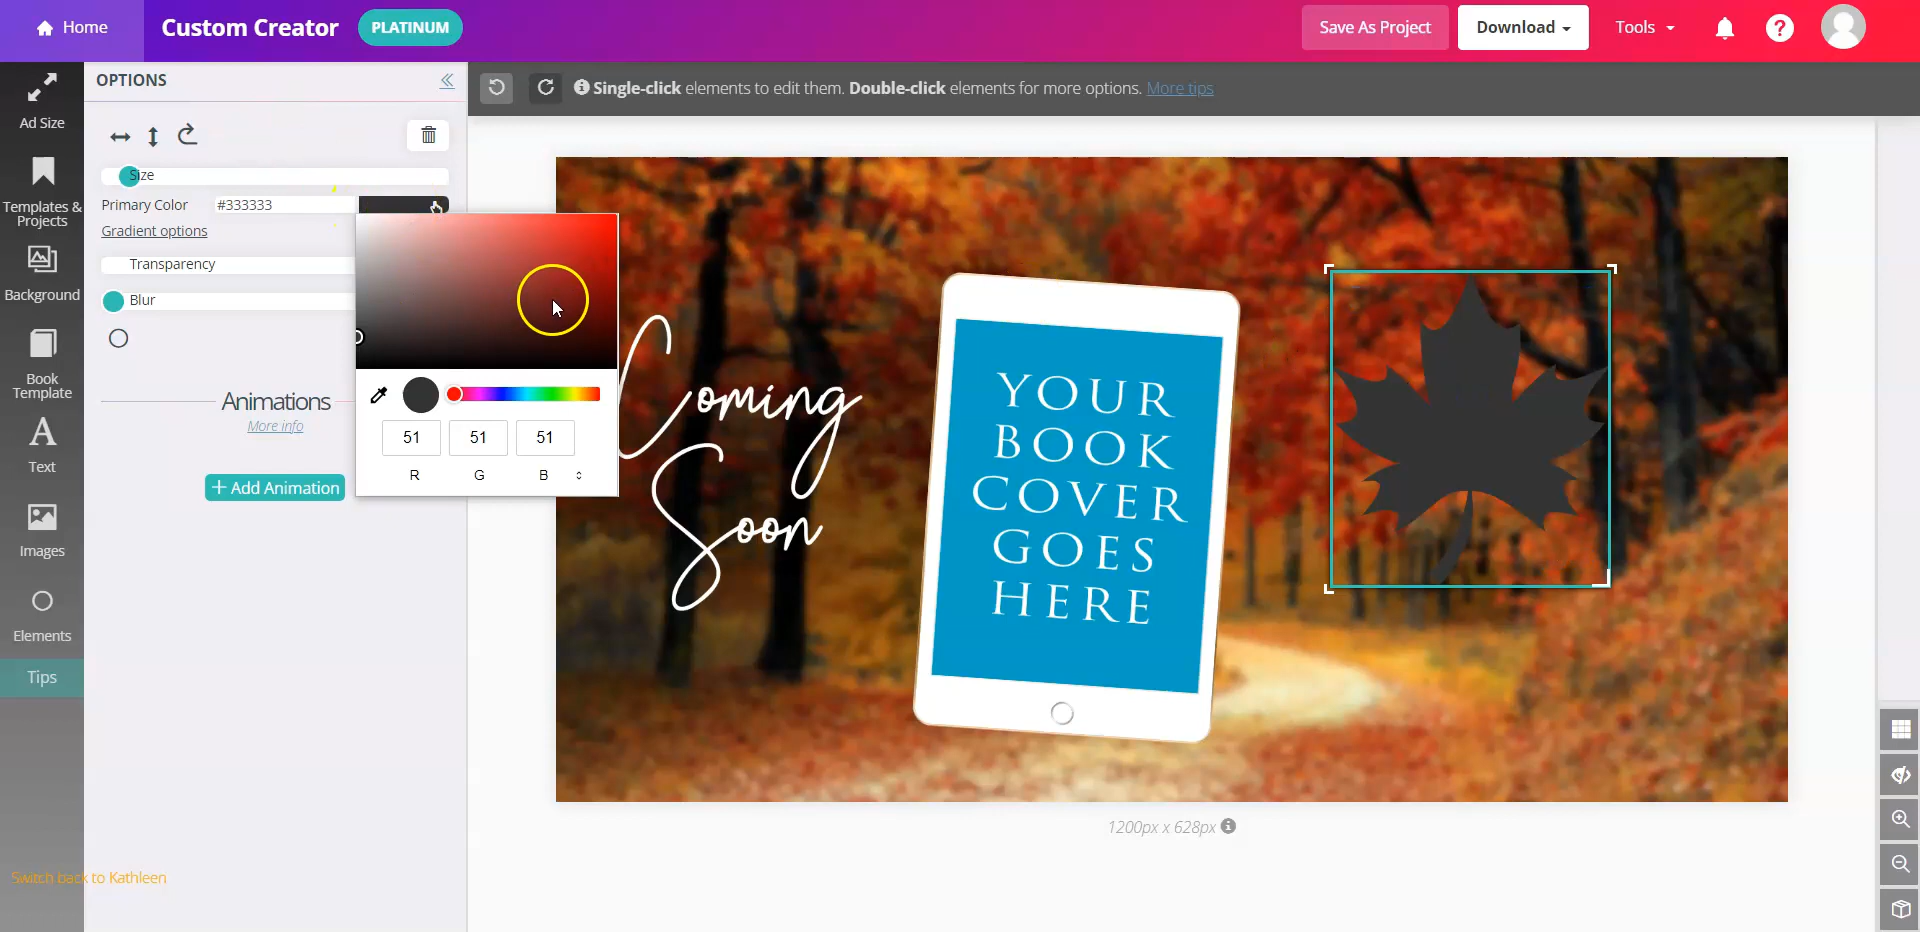 Home
Custom Creator
PLATINUM
Save As Project
Download
Tools
Ad Size
Templates &
Projects
Background
Book
Template
Text
Images
Elements
Tips
Switch back to Kathleen
OPTIONS
Size
Primary Color #333333
Gradient options
Transparency
Blur
Animations
More info
+ Add Animation
51 51 51
R G B
Single-click elements to edit them. Double-click elements for more options. More tips
Coming
Soon
YOUR
BOOK
COVER
GOES
HERE
1200px x 628px